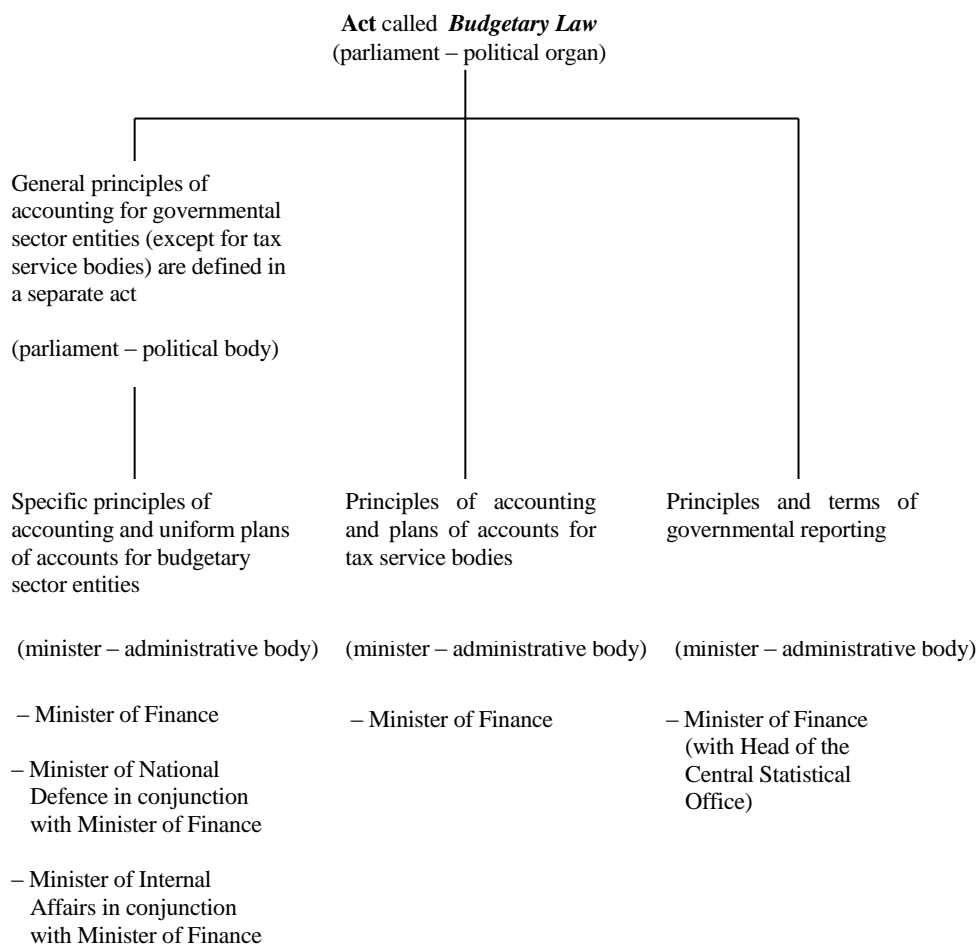 Act called Budgetary Law
(parliament – political organ)
General principles of
accounting for governmental
sector entities (except for tax
service bodies) are defined in
a separate act
(parliament – political body)
Specific principles of
accounting and uniform plans
of accounts for budgetary
sector entities
(minister – administrative body)
– Minister of Finance
– Minister of National
Defence in conjunction
with Minister of Finance
– Minister of Internal
Affairs in conjunction
with Minister of Finance
Principles of accounting
and plans of accounts for
tax service bodies
(minister – administrative body)
– Minister of Finance
Principles and terms of
governmental reporting
(minister – administrative body)
– Minister of Finance
(with Head of the
Central Statistical
Office)